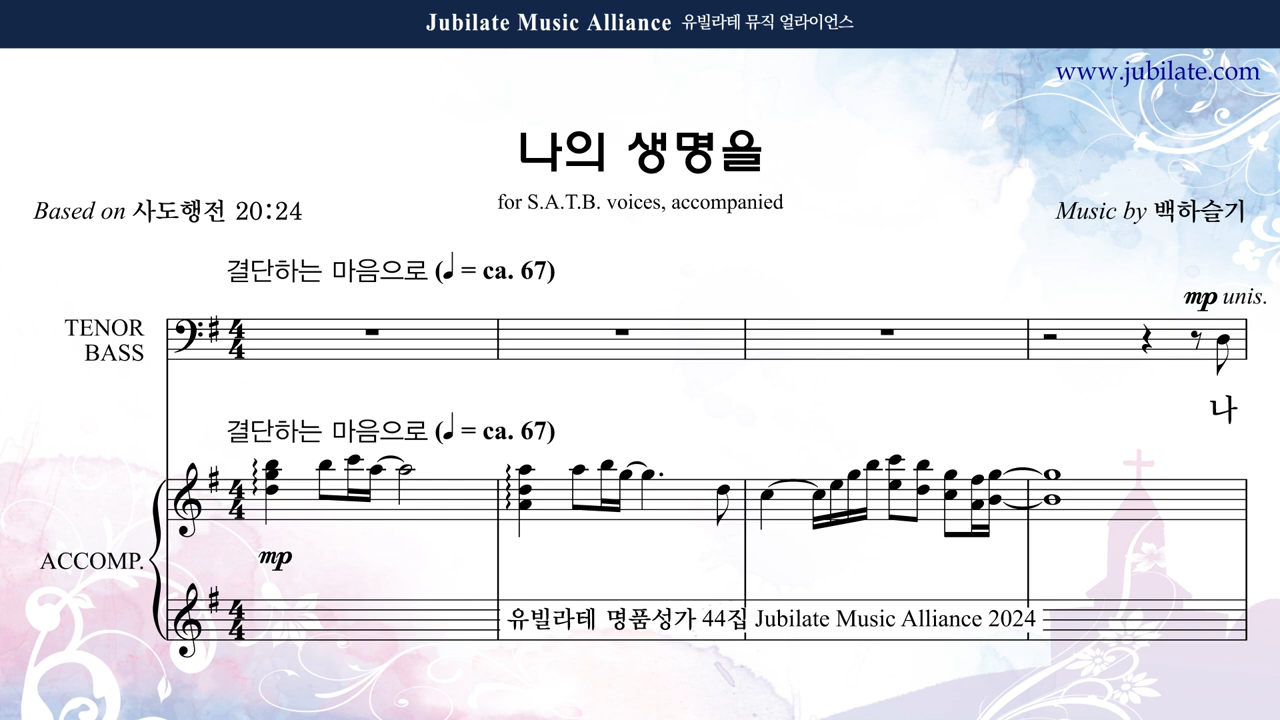 Jubilate Music Alliance 유빌라테 뮤직 얼라이언스
www.jubilate.com
나의 생명을
for S.A.T.B. voices, accompanied
Based on 사도행전 20:24
Music by 백하슬기
결단하는 마음으로 (♩ = ca. 67)
mp unis.
TENOR
BASS
나
결단하는 마음으로 (♩ = ca. 67)
mp
ACCOMP.
유빌라테 명품성가 44집 Jubilate Music Alliance 2024